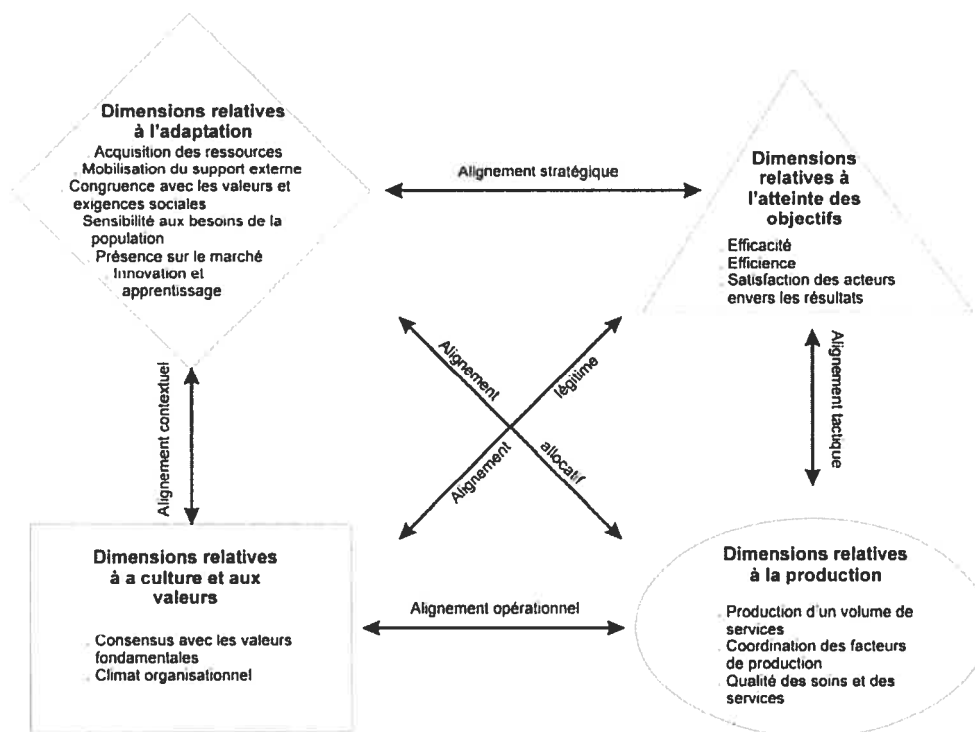 Dimensions relatives
à l'adaptation
Acquisition des ressources
Mobilisation du support externe
Congruence avec les valeurs et
exigences sociales
Sensibilité aux besoins de la
population
Présence sur le marché
Innovation et
apprentissage
Alignement stratégique
Dimensions
relatives à
l'atteinte des
objectifs
Efficacité
Efficience
Satisfaction des acteurs
envers les résultats
Alignement contextuel
Alignement
légitime
Alignement
allocatif
Alignement tactique
Dimensions relatives
à a culture et aux
valeurs
Consensus avec les valeurs
fondamentales
Climat organisationnel
Alignement opérationnel
Dimensions relatives
à la production
Production d'un volume de
services
Coordination des facteurs
de production
Qualité des soins et des
services